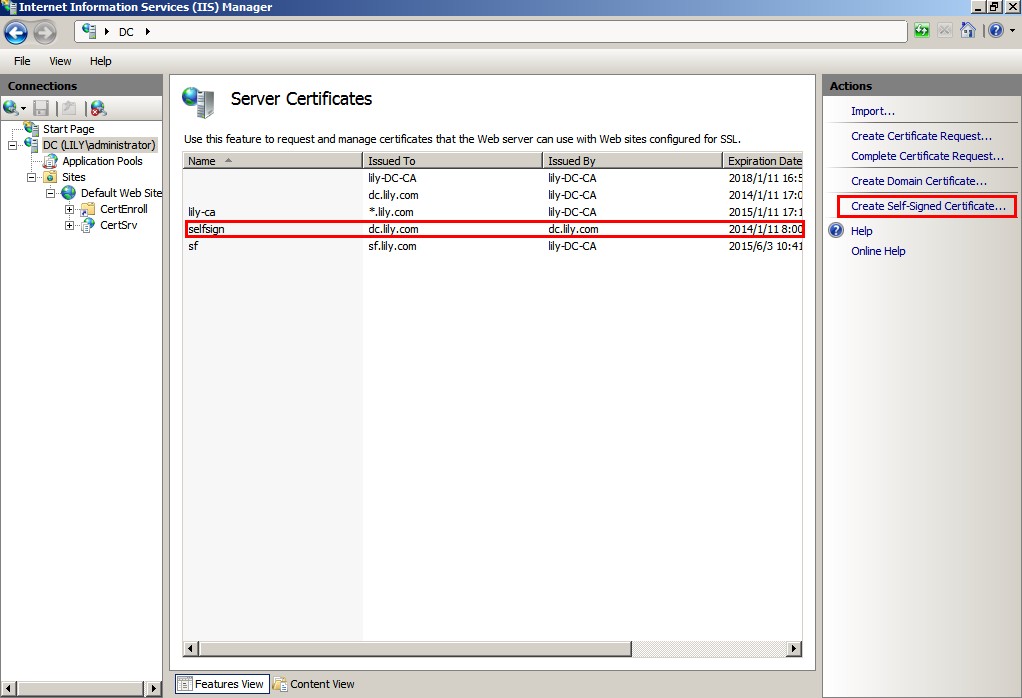 Internet Information Services (IIS) Manager
DC
File View Help
Connections
Start Page
DC (LILY\administrator)
Application Pools
Sites
Default Web Site
CertEnroll
CertSrv
Server Certificates
Use this feature to request and manage certificates that the Web server can use with Web sites configured for SSL.
Name Issued To Issued By Expiration Date
lily-DC-CA lily-DC-CA 2018/1/11 16:5
dc.lily.com lily-DC-CA 2014/1/11 17:0
lily-ca *.lily.com lily-DC-CA 2015/1/11 17:1
selfsign dc.lily.com dc.lily.com 2014/1/11 8:00
sf sf.lily.com lily-DC-CA 2015/6/3 10:41
Features View Content View
Actions
Import...
Create Certificate Request...
Complete Certificate Request...
Create Domain Certificate...
Create Self-Signed Certificate...
Help
Online Help